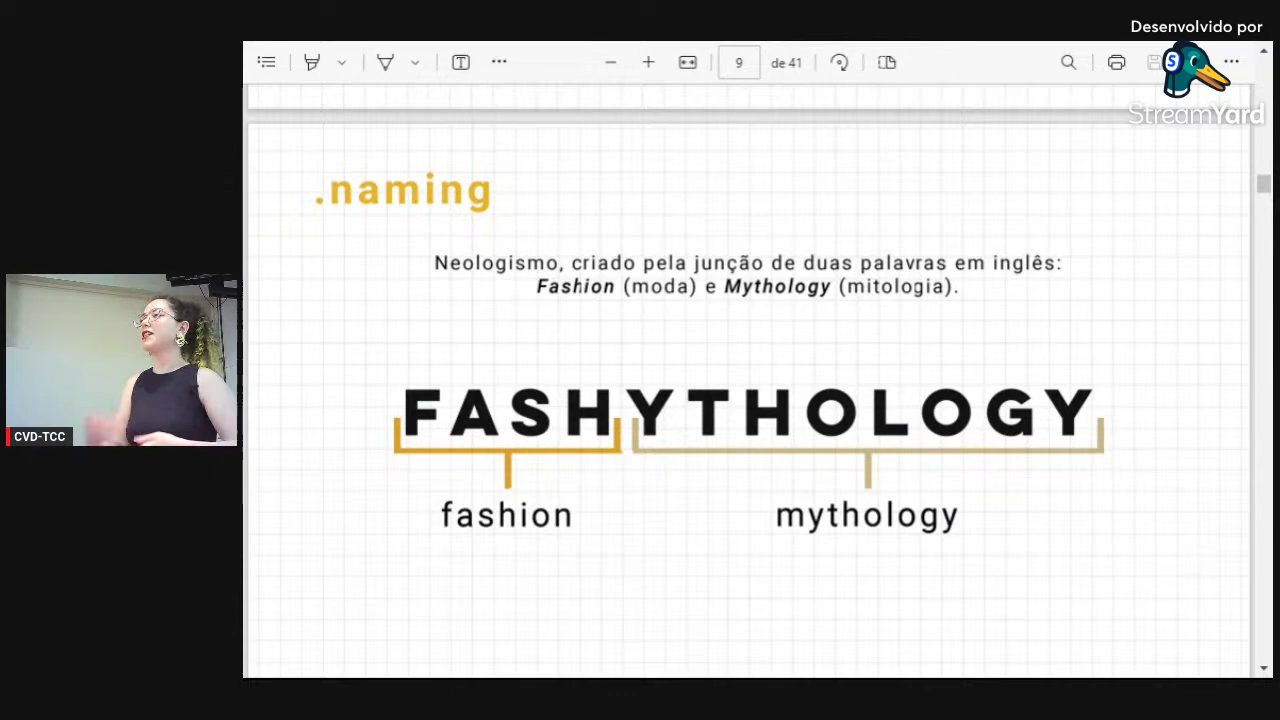 Desenvolvido por
StreamYard
9 de 41
.naming
Neologismo, criado pela junção de duas palavras em inglês:
Fashion (moda) e Mythology (mitologia).
FASHYTHOLOGY
fashion mythology
CVD-TCC